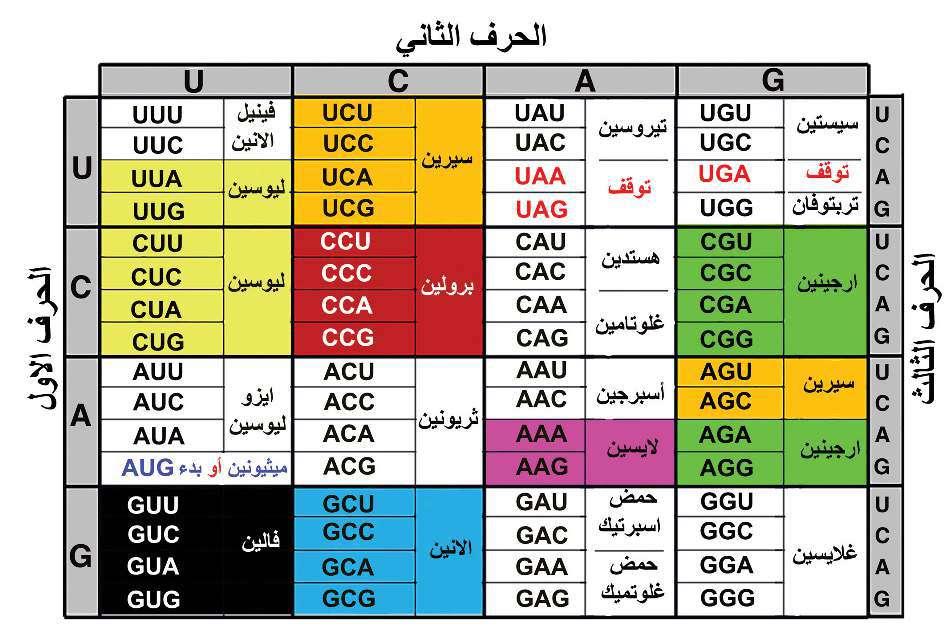 الحرف الثاني
U C A G
الحرف الاول
الحرف الثالث
U
UUU فينيل
UUC الانين
UUA ليوسين
UUG
UCU
UCC سيرين
UCA
UCG
UAU تيروسين
UAC
UAA توقف
UAG
UGU سيستين
UGC
UGA توقف
UGG تربتوفان
U
C
A
G
C
CUU
CUC ليوسين
CUA
CUG
CCU
CCC برولين
CCA
CCG
CAU هستدين
CAC
CAA غلوتامين
CAG
CGU
CGC ارجينين
CGA
CGG
U
C
A
G
A
AUU
AUC ايزو
AUA ليوسين
AUG ميثيونين أو بدء
ACU
ACC ثريونين
ACA
ACG
AAU أسبرجين
AAC
AAA لايسين
AAG
AGU سيرين
AGC
AGA ارجينين
AGG
U
C
A
G
G
GUU
GUC فالين
GUA
GUG
GCU
GCC الانين
GCA
GCG
GAU حمض
GAC اسبرتيك
GAA حمض
GAG غلوتميك
GGU
GGC غلايسين
GGA
GGG
U
C
A
G